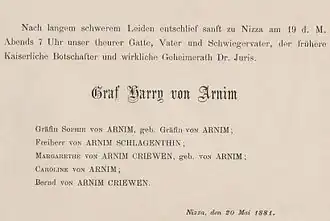 Nach langem schwerem Leiden entschlief sanft zu Nizza am 19 d. M.
Abends 7 Uhr unser theurer Gatte, Vater und Schwiegervater, der frühere
Kaiserliche Botschafter und wirkliche Geheimerath Dr. Juris.
Graf Harry von Arnim
Gräfin Sophie von ARNIM, geb. Gräfin von ARNIM;
Freiherr von ARNIM SCHLAGENTHIN;
Margarethe von ARNIM CRIEWEN, geb. von ARNIM;
Caroline von ARNIM;
Bernd von ARNIM CRIEWEN.
Nizza, den 20 Mai 1881.